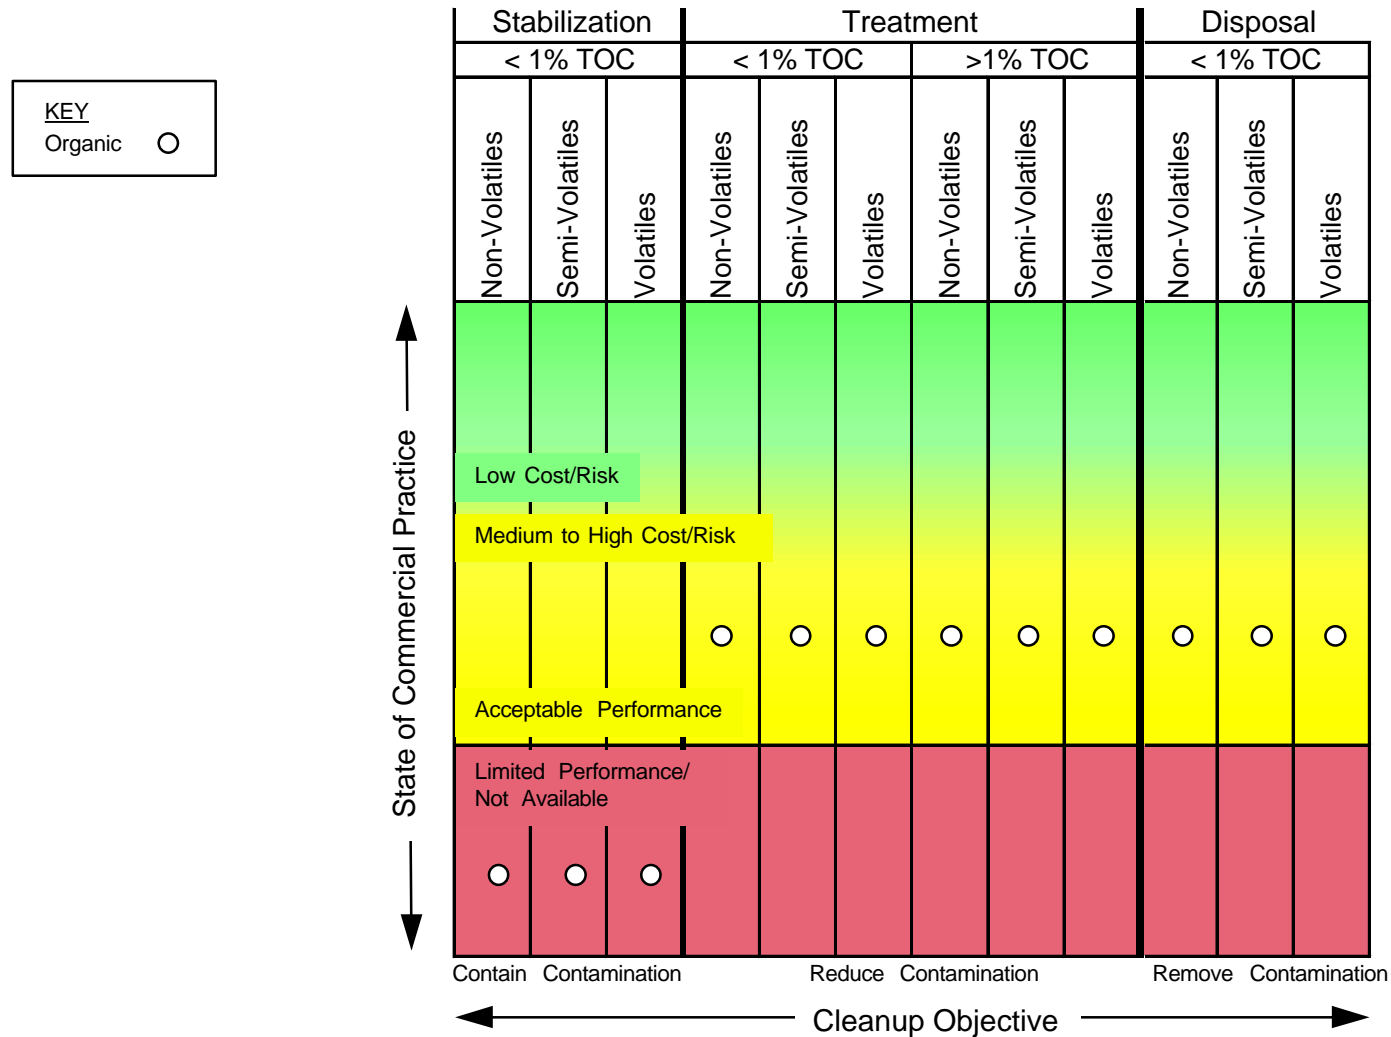 Stabilization Treatment Disposal
< 1% TOC < 1% TOC >1% TOC < 1% TOC
KEY
Organic
Non-Volatiles
Semi-Volatiles
Volatiles
Non-Volatiles
Semi-Volatiles
Volatiles
Non-Volatiles
Semi-Volatiles
Volatiles
Non-Volatiles
Semi-Volatiles
Volatiles
State of Commercial Practice
Low Cost/Risk
Medium to High Cost/Risk
Acceptable Performance
Limited Performance/
Not Available
Contain Contamination Reduce Contamination Remove Contamination
Cleanup Objective